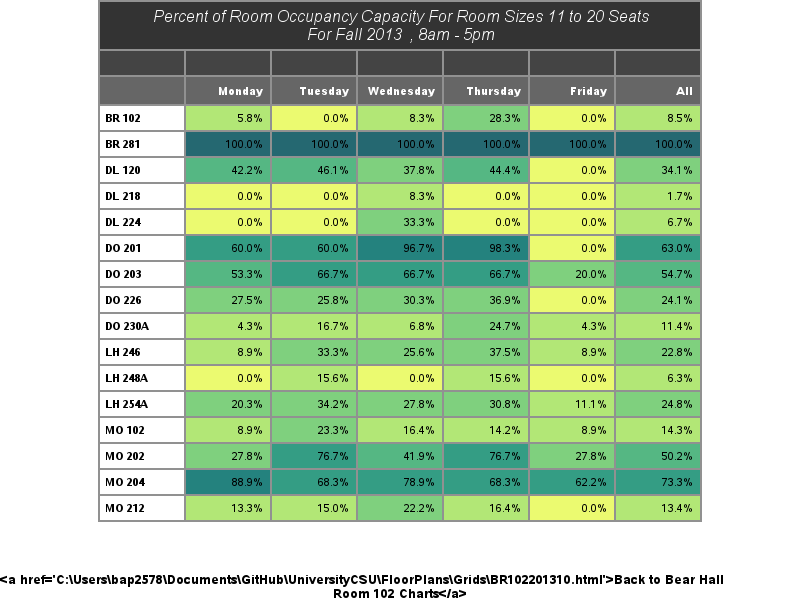 Percent of Room Occupancy Capacity For Room Sizes 11 to 20 Seats
For Fall 2013 , 8am - 5pm
Monday Tuesday Wednesday Thursday Friday All
BR 102 5.8% 0.0% 8.3% 28.3% 0.0% 8.5%
BR 281 100.0% 100.0% 100.0% 100.0% 100.0% 100.0%
DL 120 42.2% 46.1% 37.8% 44.4% 0.0% 34.1%
DL 218 0.0% 0.0% 8.3% 0.0% 0.0% 1.7%
DL 224 0.0% 0.0% 33.3% 0.0% 0.0% 6.7%
DO 201 60.0% 60.0% 96.7% 98.3% 0.0% 63.0%
DO 203 53.3% 66.7% 66.7% 66.7% 20.0% 54.7%
DO 226 27.5% 25.8% 30.3% 36.9% 0.0% 24.1%
DO 230A 4.3% 16.7% 6.8% 24.7% 4.3% 11.4%
LH 246 8.9% 33.3% 25.6% 37.5% 8.9% 22.8%
LH 248A 0.0% 15.6% 0.0% 15.6% 0.0% 6.3%
LH 254A 20.3% 34.2% 27.8% 30.8% 11.1% 24.8%
MO 102 8.9% 23.3% 16.4% 14.2% 8.9% 14.3%
MO 202 27.8% 76.7% 41.9% 76.7% 27.8% 50.2%
MO 204 88.9% 68.3% 78.9% 68.3% 62.2% 73.3%
MO 212 13.3% 15.0% 22.2% 16.4% 0.0% 13.4%
<a href='C:\Users\bap2578\Documents\GitHub\UniversityCSU\FloorPlans\Grids\BR102201310.html'>Back to Bear Hall
Room 102 Charts</a>